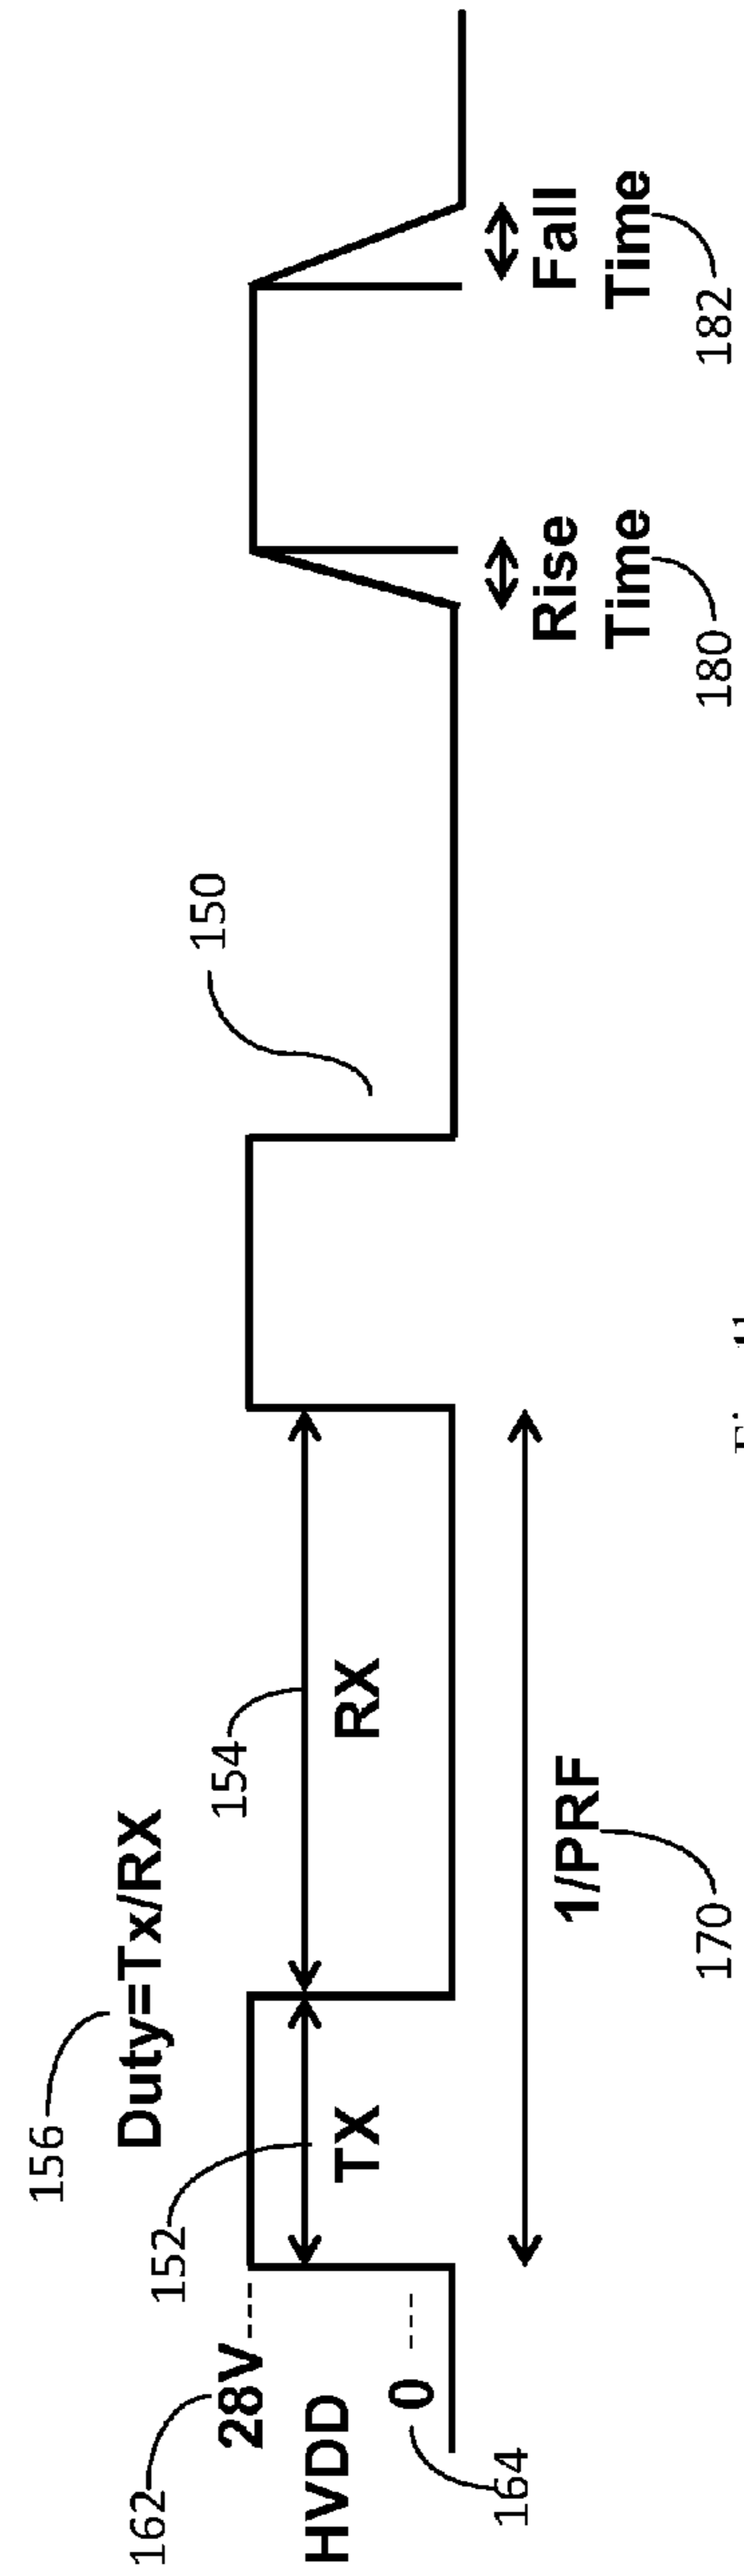 156
Duty=Tx/RX
162
28V
152
154
150
HVDD
TX
RX
0
164
1/PRF
170
Rise
Time
180
Fall
Time
182